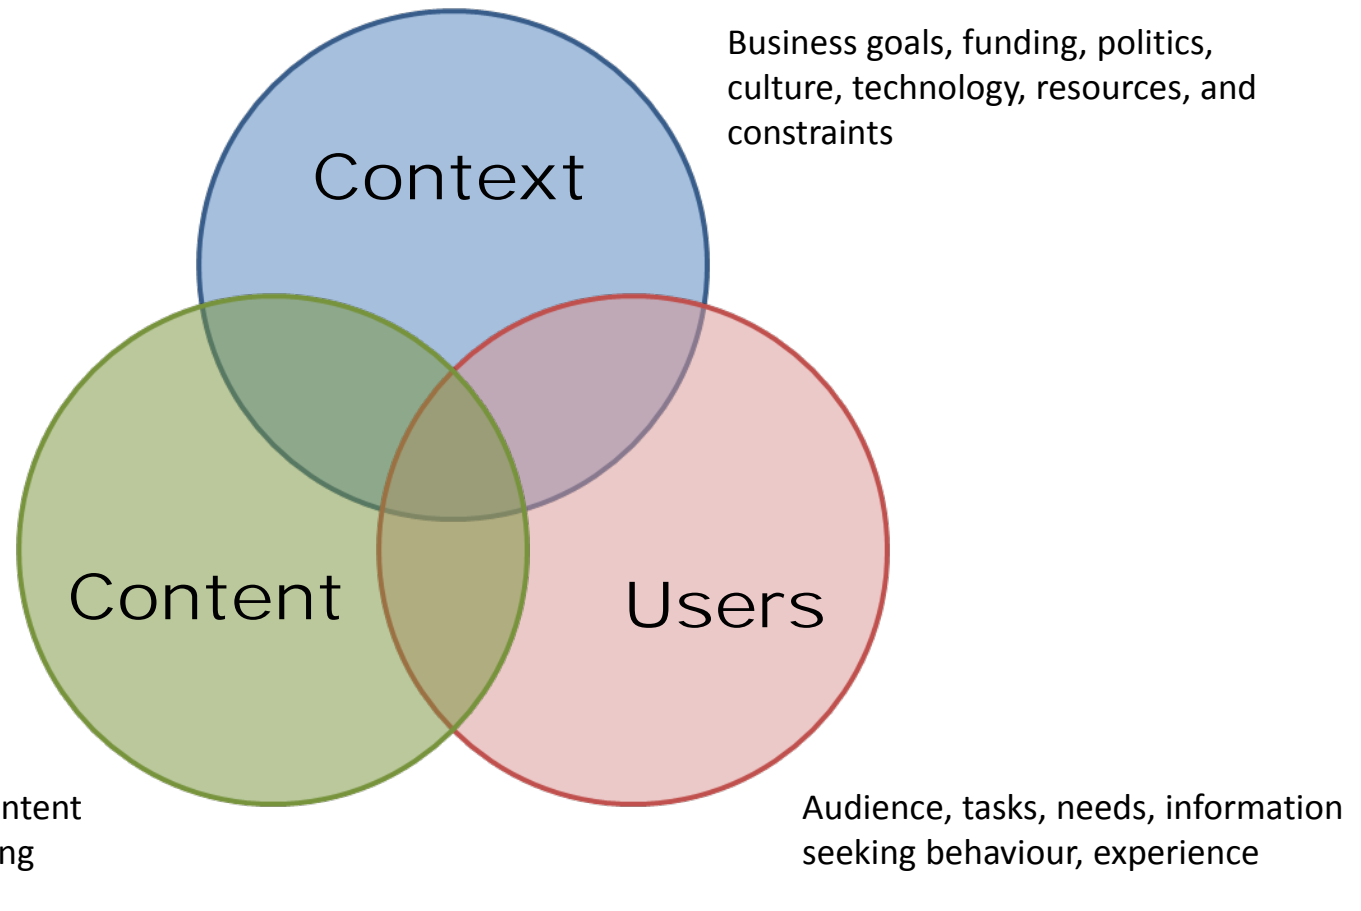 Business goals, funding, politics,
culture, technology, resources, and
constraints
Context
Content
Users
Audience, tasks, needs, information
seeking behaviour, experience